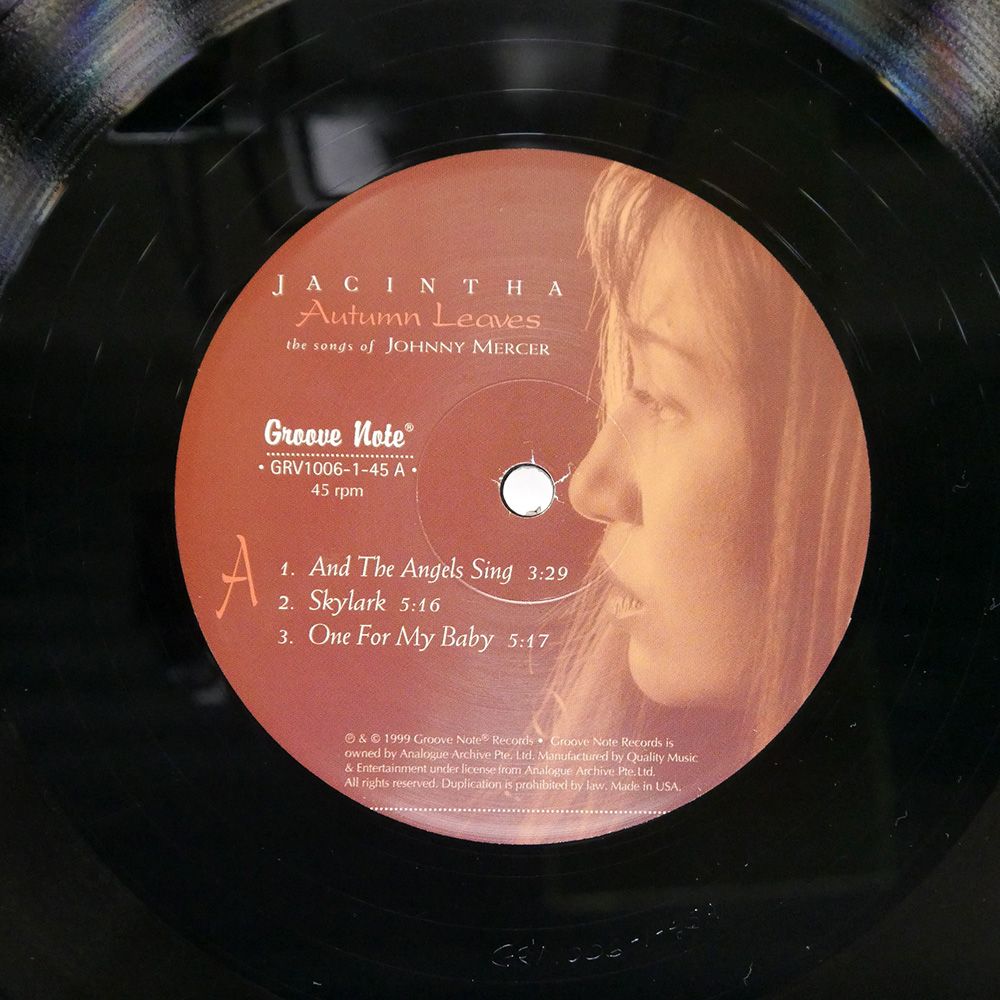 JACINTHA
Autumn Leaves
the songs of JOHNNY MERCER
Groove Note®
• GRV1006-1-45 A •
45 rpm
A
1. And The Angels Sing 3:29
2. Skylark 5:16
3. One For My Baby 5:17
℗ & © 1999 Groove Note® Records • Groove Note Records is
owned by Analogue Archive Pte. Ltd. Manufactured by Quality Music
& Entertainment under license from Analogue Archive Pte. Ltd.
All rights reserved. Duplication is prohibited by law. Made in USA.